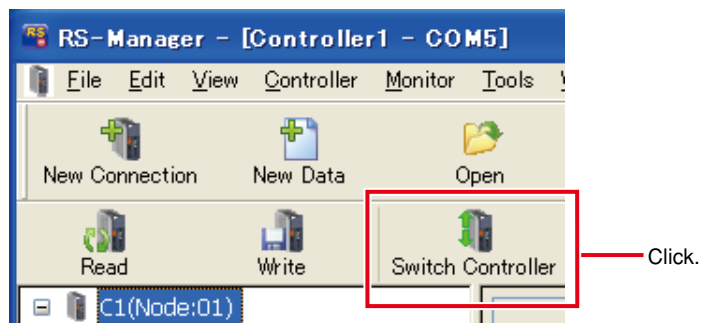 RS-Manager - [Controller1 - COM5]
File Edit View Controller Monitor Tools
New Connection New Data Open
Read Write Switch Controller
Click.
C1(Node:01)